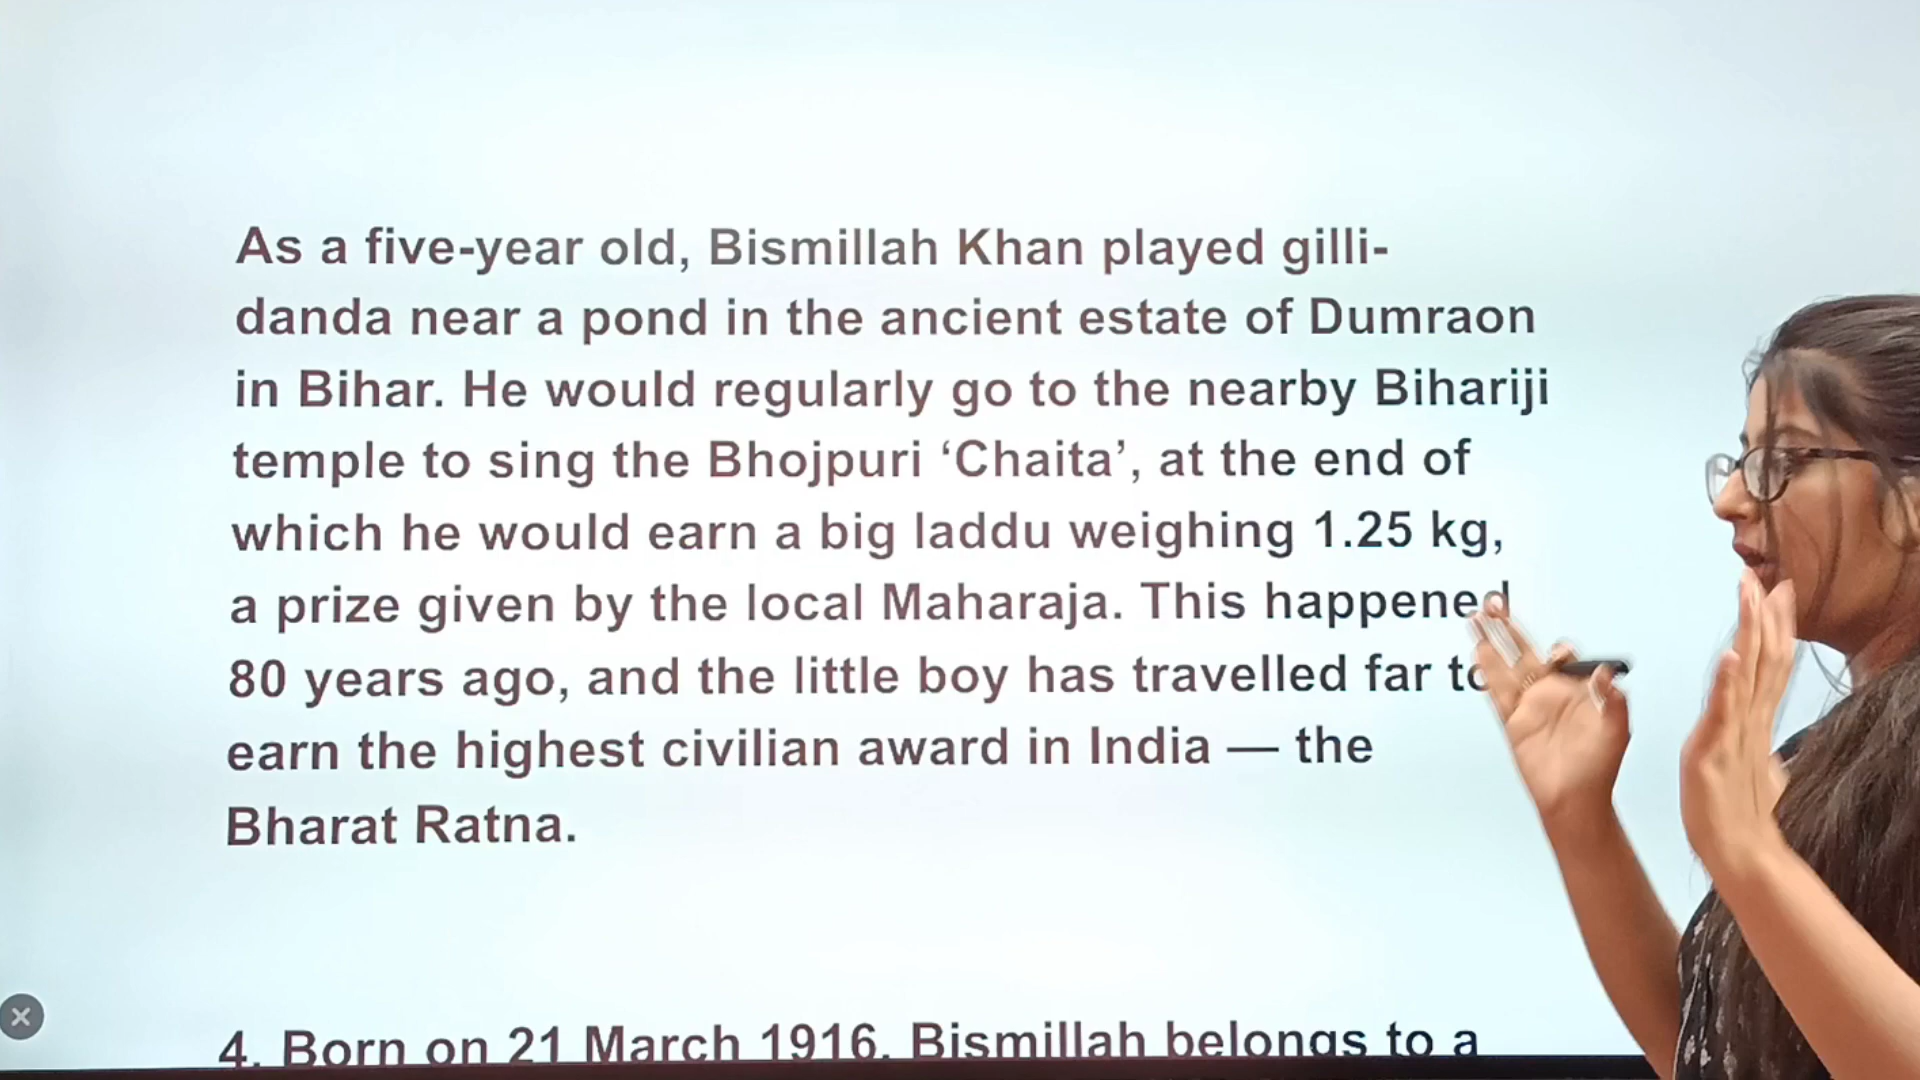 As a five-year old, Bismillah Khan played gilli-
danda near a pond in the ancient estate of Dumraon
in Bihar. He would regularly go to the nearby Bihariji
temple to sing the Bhojpuri ‘Chaita’, at the end of
which he would earn a big laddu weighing 1.25 kg,
a prize given by the local Maharaja. This happened
80 years ago, and the little boy has travelled far to
earn the highest civilian award in India — the
Bharat Ratna.
4. Born on 21 March 1916, Bismillah belongs to a